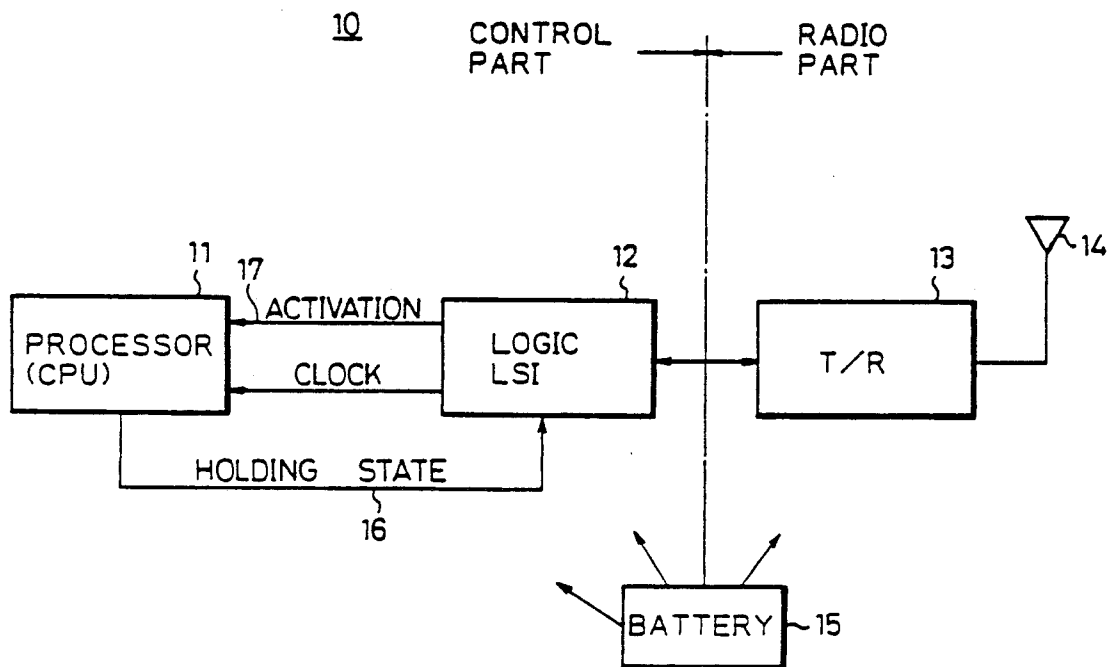 10
CONTROL
PART
RADIO
PART
11
17
ACTIVATION
12
13
14
PROCESSOR
(CPU)
CLOCK
LOGIC
LSI
T/R
HOLDING STATE
16
BATTERY
15